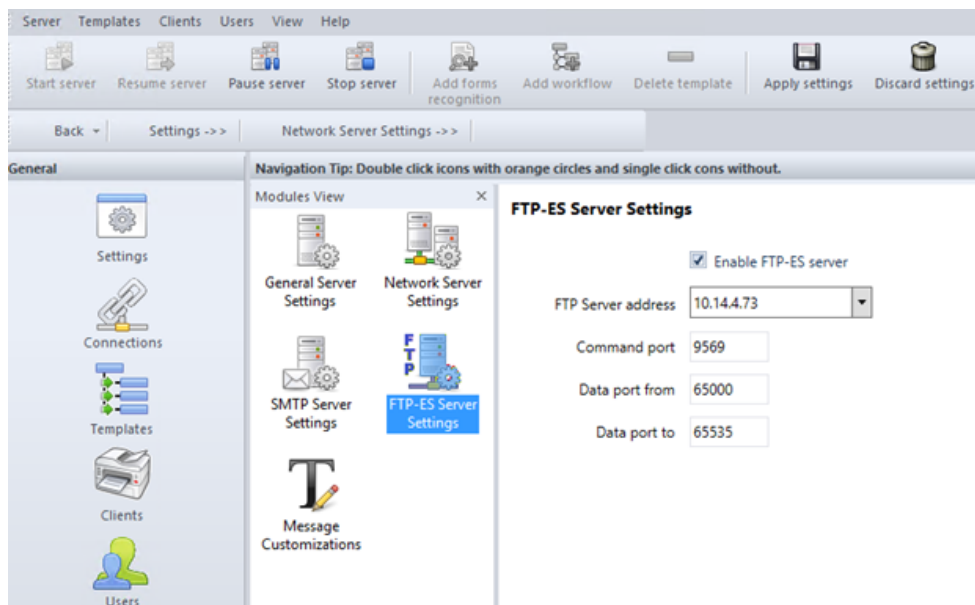 Server Templates Clients Users View Help
Start server Resume server Pause server Stop server Add forms recognition Add workflow Delete template Apply settings Discard settings
Back Settings ->> Network Server Settings ->>
General
Navigation Tip: Double click icons with orange circles and single click cons without.
Settings
Connections
Templates
Clients
Users
Modules View ×
General Server
Settings
Network Server
Settings
SMTP Server
Settings
FTP
FTP-ES Server
Settings
T
Message
Customizations
FTP-ES Server Settings
Enable FTP-ES server
FTP Server address 10.14.4.73
Command port 9569
Data port from 65000
Data port to 65535